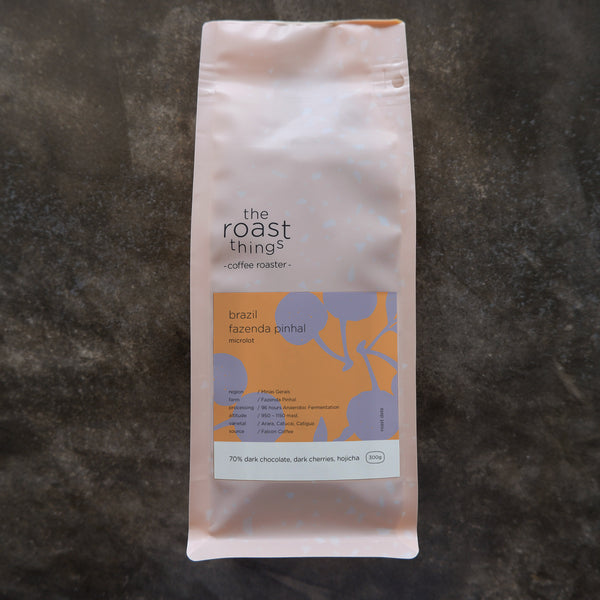 the
roast
things
- coffee roaster -
brazil
fazenda pinhal
microlot
region / Minas Gerais
farm / Fazenda Pinhal
processing / 96 hours Anaerobic Fermentation
altitude / 950 - 1150 masl
varietal / Arara, Catucai, Catigua
source / Falcon Coffee
roast date
70% dark chocolate, dark cherries. hojicha 300g